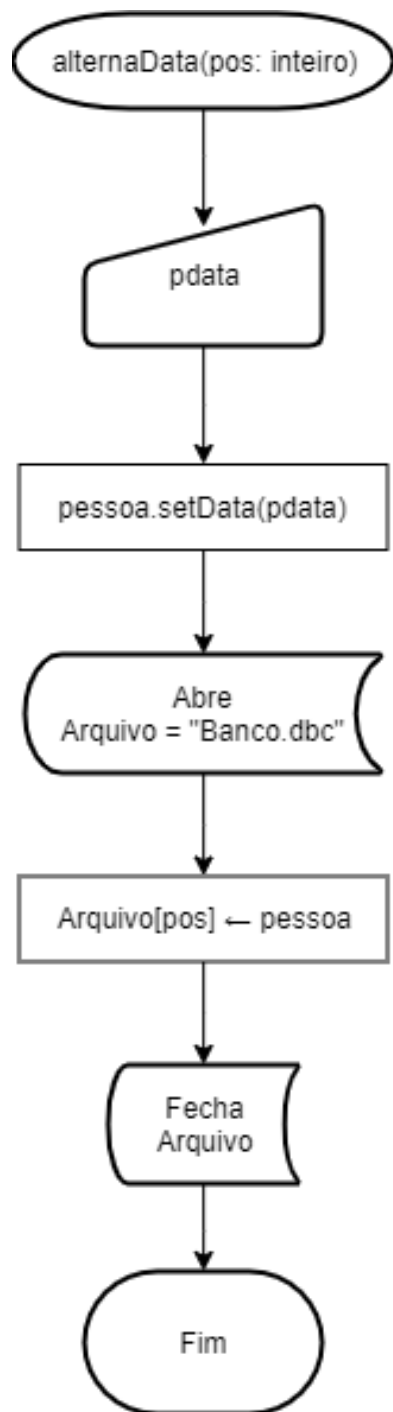 alternaData(pos: inteiro)
pdata
pessoa.setData(pdata)
Abre
Arquivo = "Banco.dbc"
Arquivo[pos] ← pessoa
Fecha
Arquivo
Fim